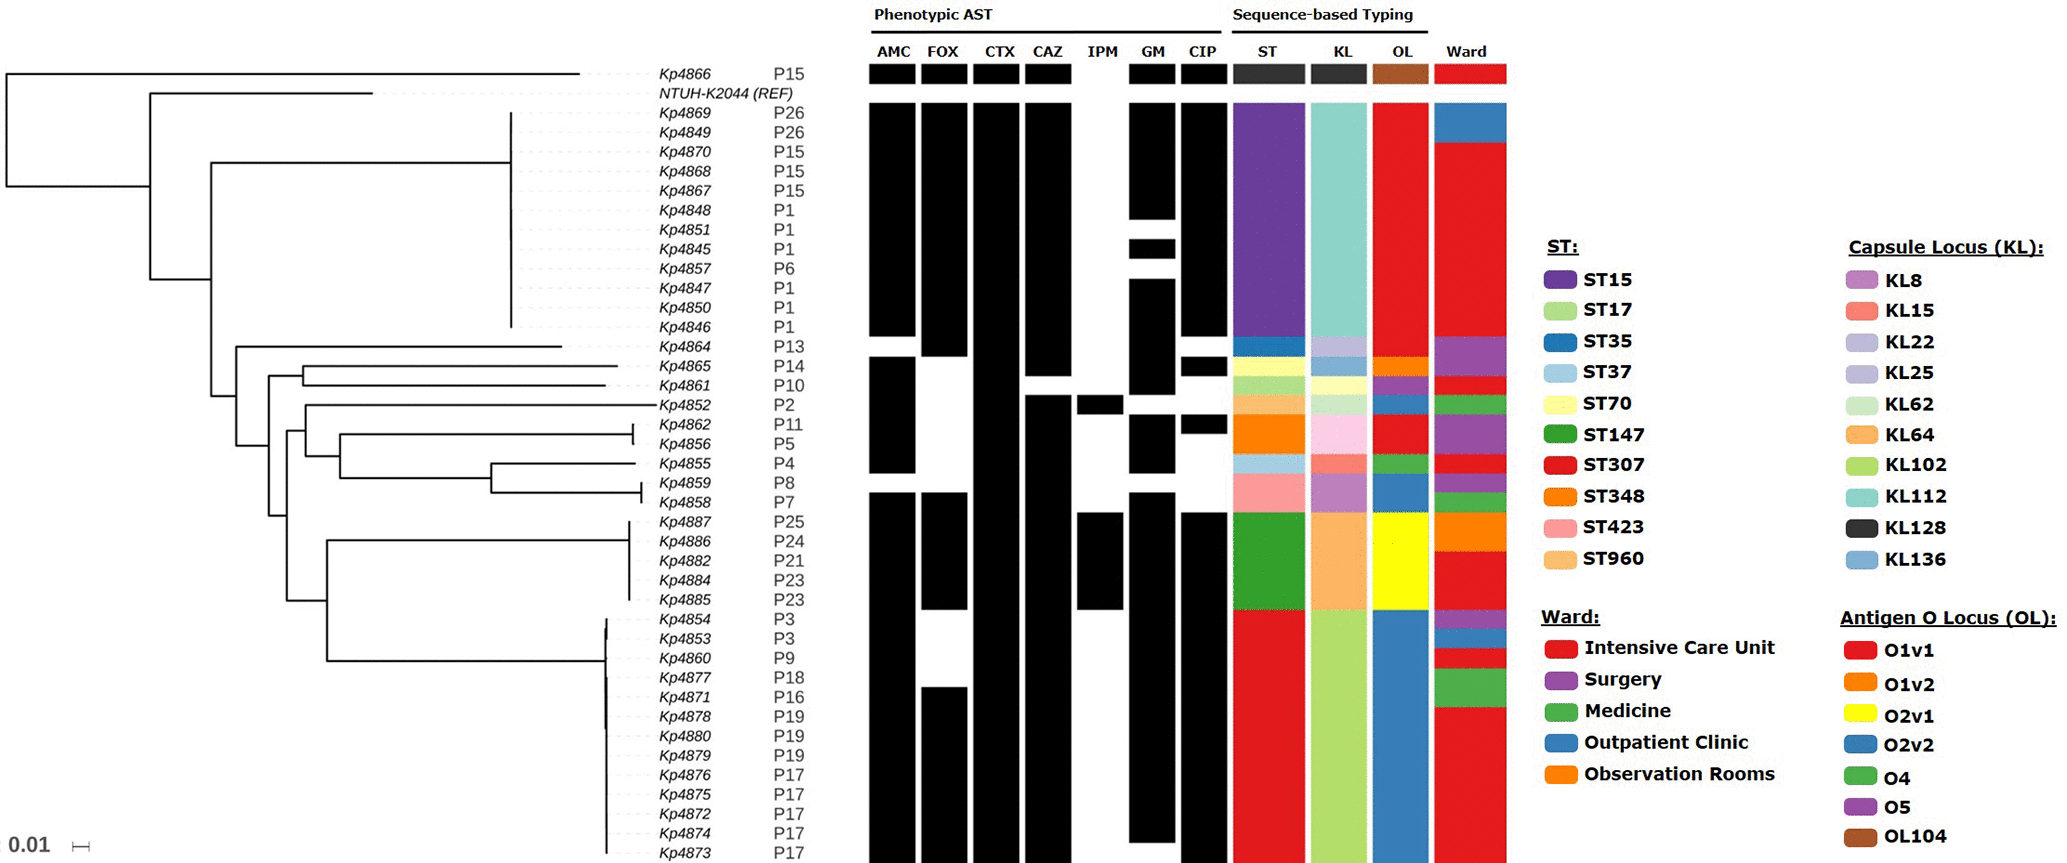 Phenotypic AST Sequence-based Typing
AMC FOX CTX CAZ IPM GM CIP ST KL OL Ward
Kp4866 P15
NTUH-K2044 (REF)
Kp4869 P26
Kp4849 P26
Kp4870 P15
Kp4868 P15
Kp4867 P15
Kp4848 P1
Kp4851 P1
Kp4845 P1
Kp4857 P6
Kp4847 P1
Kp4850 P1
Kp4846 P1
Kp4864 P13
Kp4865 P14
Kp4861 P10
Kp4852 P2
Kp4862 P11
Kp4856 P5
Kp4855 P4
Kp4859 P8
Kp4858 P7
Kp4887 P25
Kp4886 P24
Kp4882 P21
Kp4884 P23
Kp4885 P23
Kp4854 P3
Kp4853 P3
Kp4860 P9
Kp4877 P18
Kp4871 P16
Kp4878 P19
Kp4880 P19
Kp4879 P19
Kp4876 P17
Kp4875 P17
Kp4872 P17
Kp4874 P17
Kp4873 P17
0.01
ST:
ST15
ST17
ST35
ST37
ST70
ST147
ST307
ST348
ST423
ST960
Capsule Locus (KL):
KL8
KL15
KL22
KL25
KL62
KL64
KL102
KL112
KL128
KL136
Ward:
Intensive Care Unit
Surgery
Medicine
Outpatient Clinic
Observation Rooms
Antigen O Locus (OL):
O1v1
O1v2
O2v1
O2v2
O4
O5
OL104